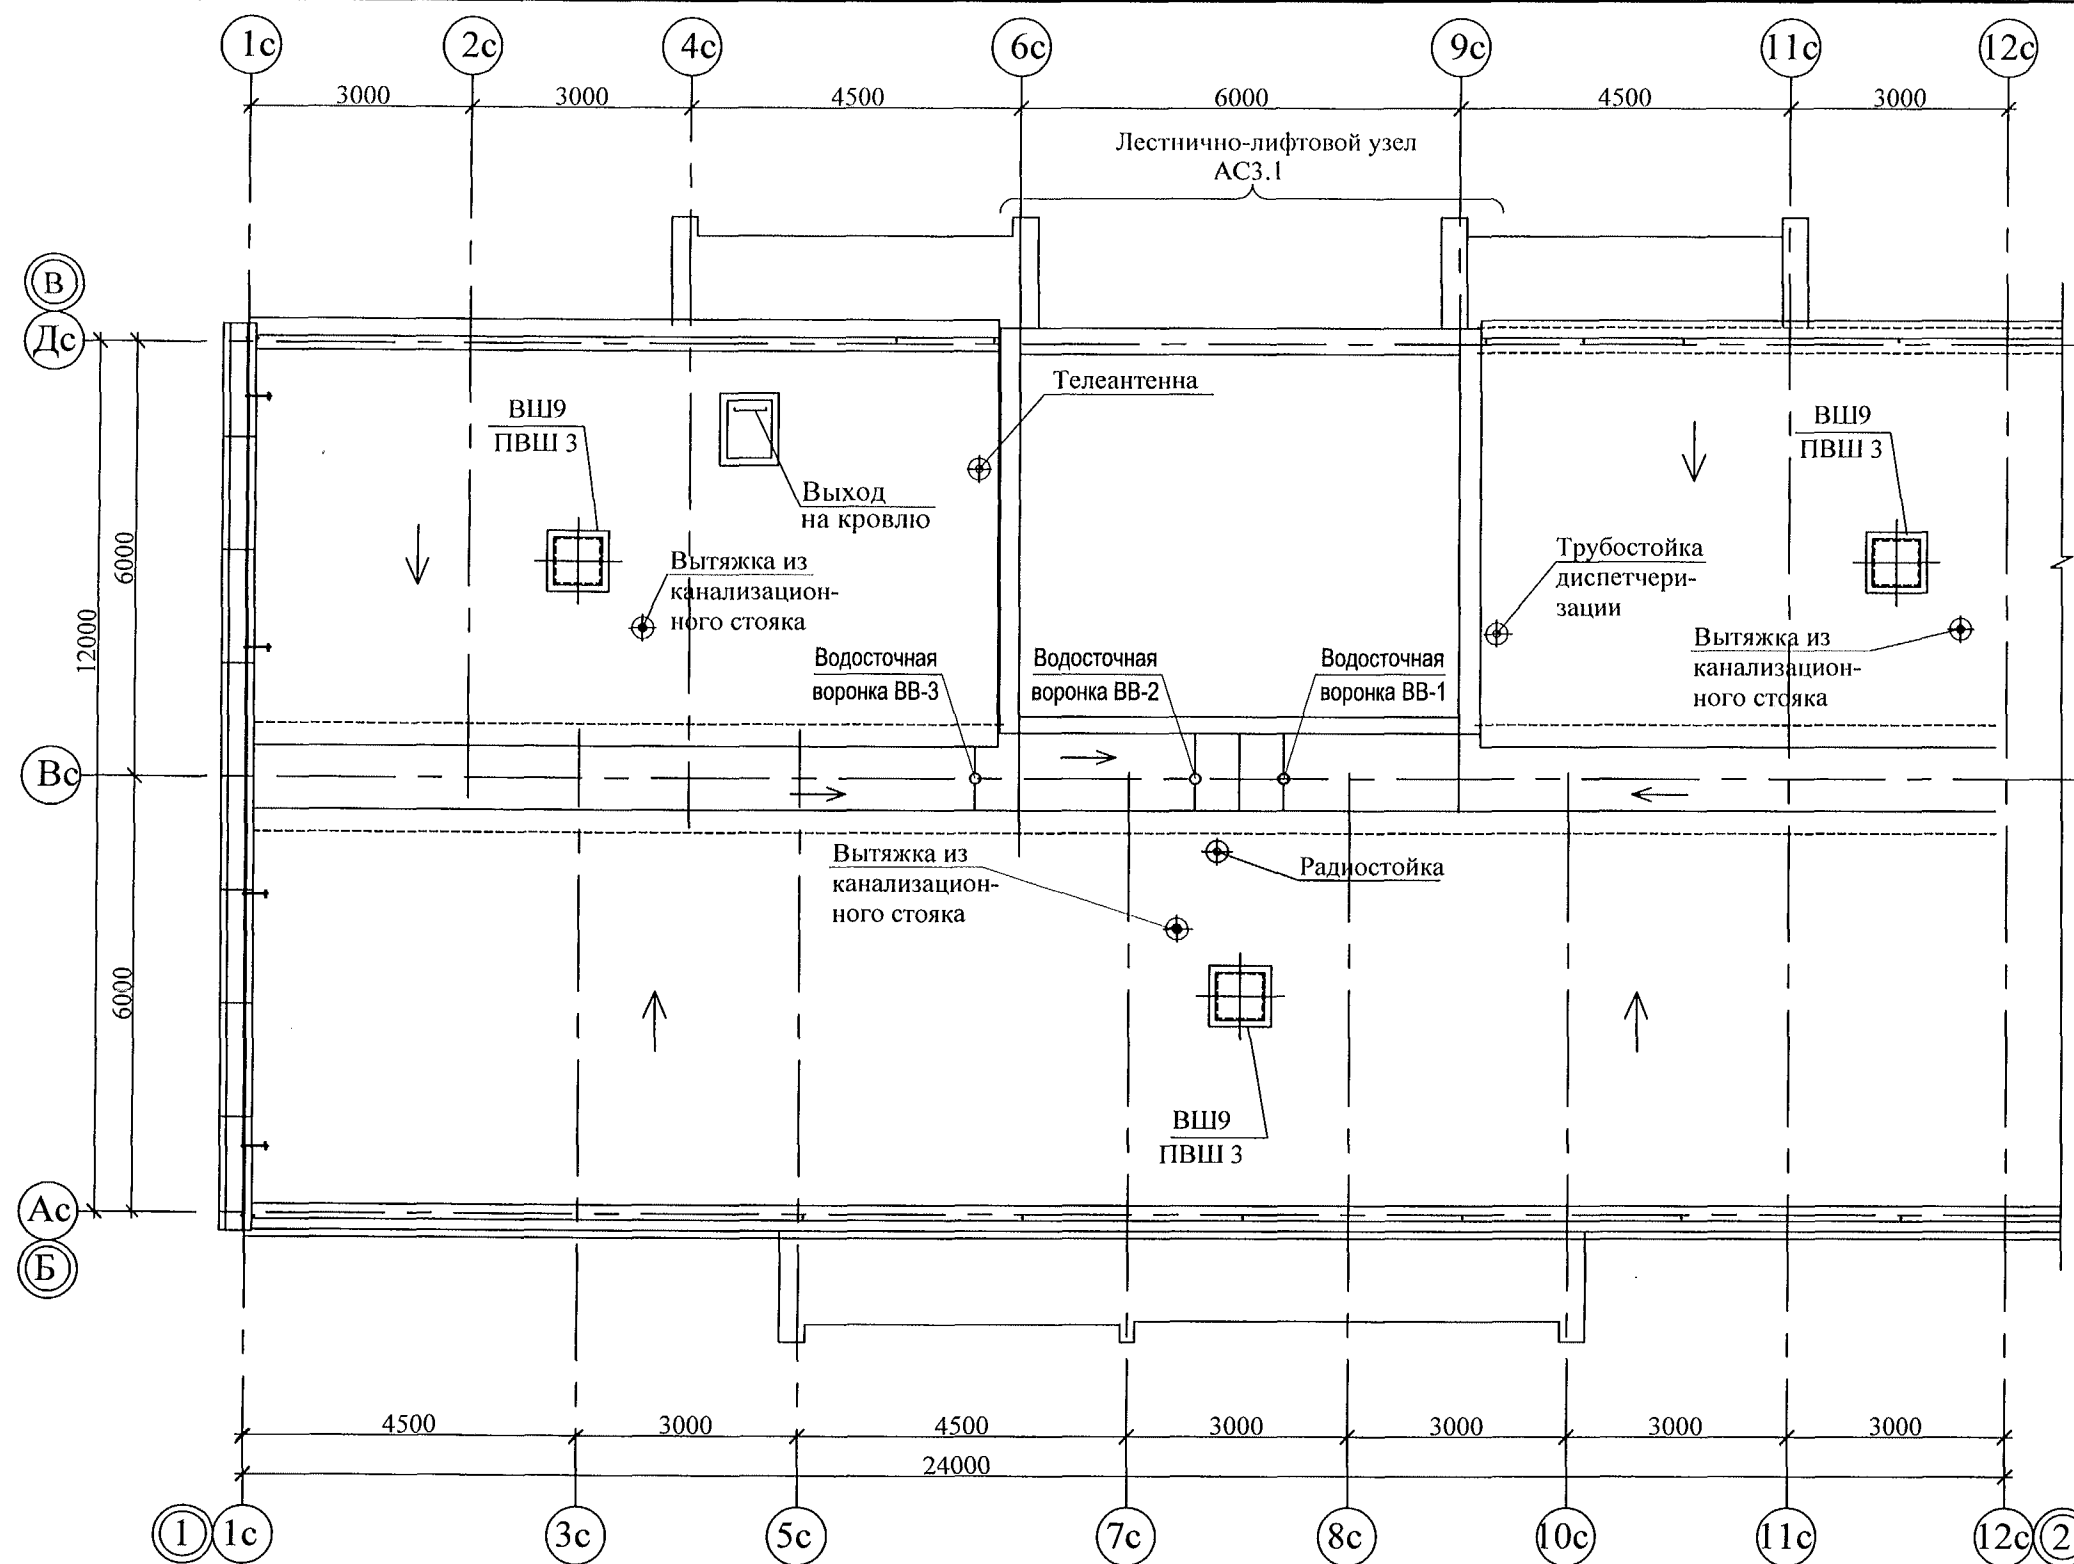 1с 2с 4с 6с 9с 11с 12с
3000 3000 4500 6000 4500 3000
Лестнично-лифтовой узел
АС3.1
В
Дс
Телеантенна
ВШ9
ПВШ 3
ВШ9
ПВШ 3
Выход
на кровлю
6000
12000
Вытяжка из
канализацион-
ного стояка
Трубостойка
диспетчери-
зации
Вытяжка из
канализацион-
ного стояка
Водосточная
воронка ВВ-3
Водосточная
воронка ВВ-2
Водосточная
воронка ВВ-1
Вс
Вытяжка из
канализацион-
ного стояка
Радиостойка
6000
ВШ9
ПВШ 3
Ас
Б
4500 3000 4500 3000 3000 3000 3000
24000
1 1с 3с 5с 7с 8с 10с 11с 12с 2